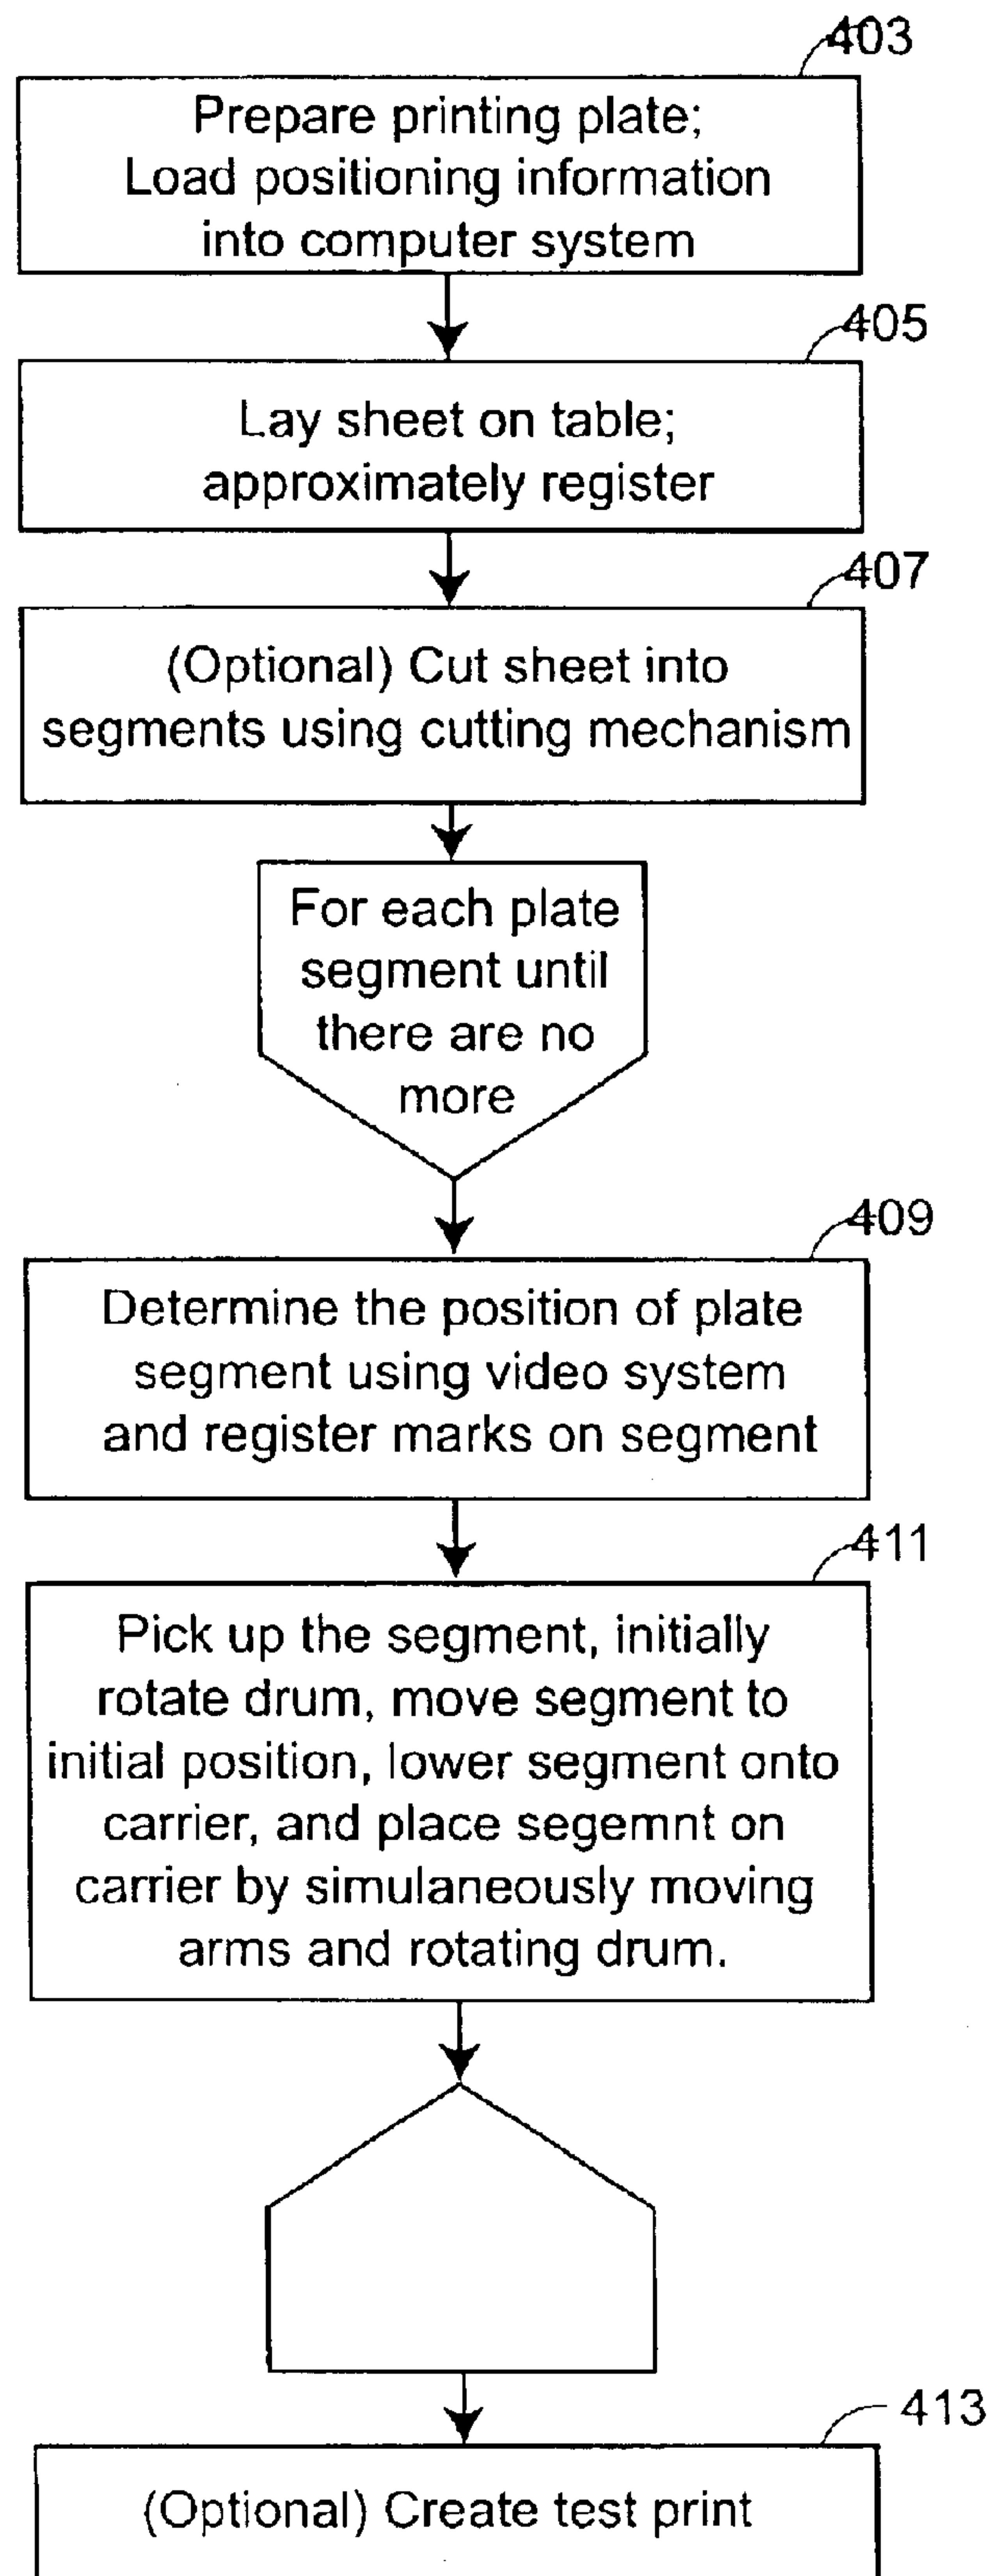 403
Prepare printing plate;
Load positioning information
into computer system
405
Lay sheet on table;
approximately register
407
(Optional) Cut sheet into
segments using cutting mechanism
For each plate
segment until
there are no
more
409
Determine the position of plate
segment using video system
and register marks on segment
411
Pick up the segment, initially
rotate drum, move segment to
initial position, lower segment onto
carrier, and place segemnt on
carrier by simulaneously moving
arms and rotating drum.
413
(Optional) Create test print